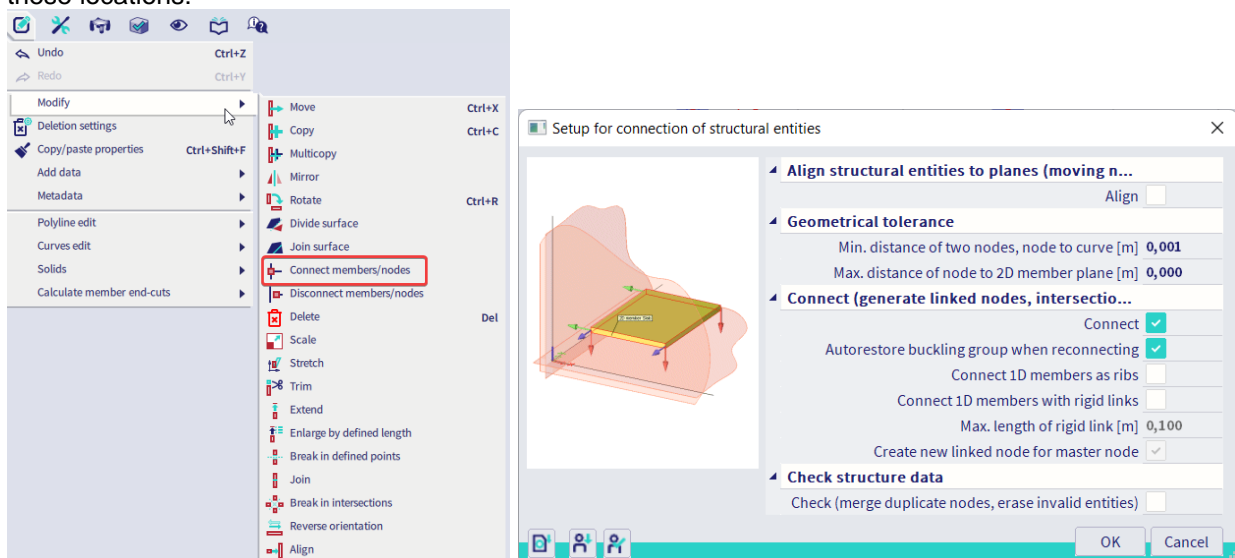 Undo Ctrl+Z
Redo Ctrl+Y
Modify
Deletion settings
Copy/paste properties Ctrl+Shift+F
Add data
Metadata
Polyline edit
Curves edit
Solids
Calculate member end-cuts
Move Ctrl+X
Copy Ctrl+C
Multicopy
Mirror
Rotate Ctrl+R
Divide surface
Join surface
Connect members/nodes
Disconnect members/nodes
Delete Del
Scale
Stretch
Trim
Extend
Enlarge by defined length
Break in defined points
Join
Break in intersections
Reverse orientation
Align
Setup for connection of structural entities
Align structural entities to planes (moving n...
Align
Geometrical tolerance
Min. distance of two nodes, node to curve [m] 0,001
Max. distance of node to 2D member plane [m] 0,000
Connect (generate linked nodes, intersectio...
Connect
Autorestore buckling group when reconnecting
Connect 1D members as ribs
Connect 1D members with rigid links
Max. length of rigid link [m] 0,100
Create new linked node for master node
Check structure data
Check (merge duplicate nodes, erase invalid entities)
OK Cancel